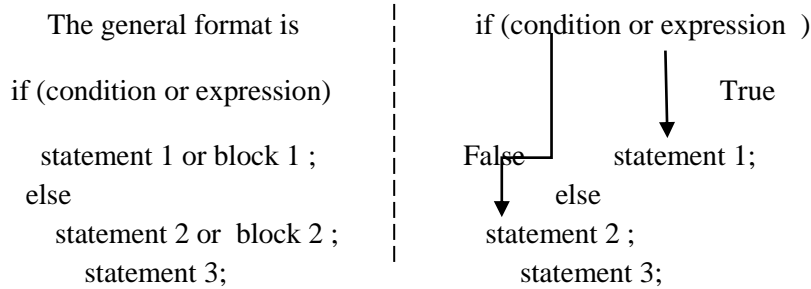 The general format is
if (condition or expression)
statement 1 or block 1 ;
else
statement 2 or block 2 ;
statement 3;
if (condition or expression )
True
False statement 1;
else
statement 2 ;
statement 3;